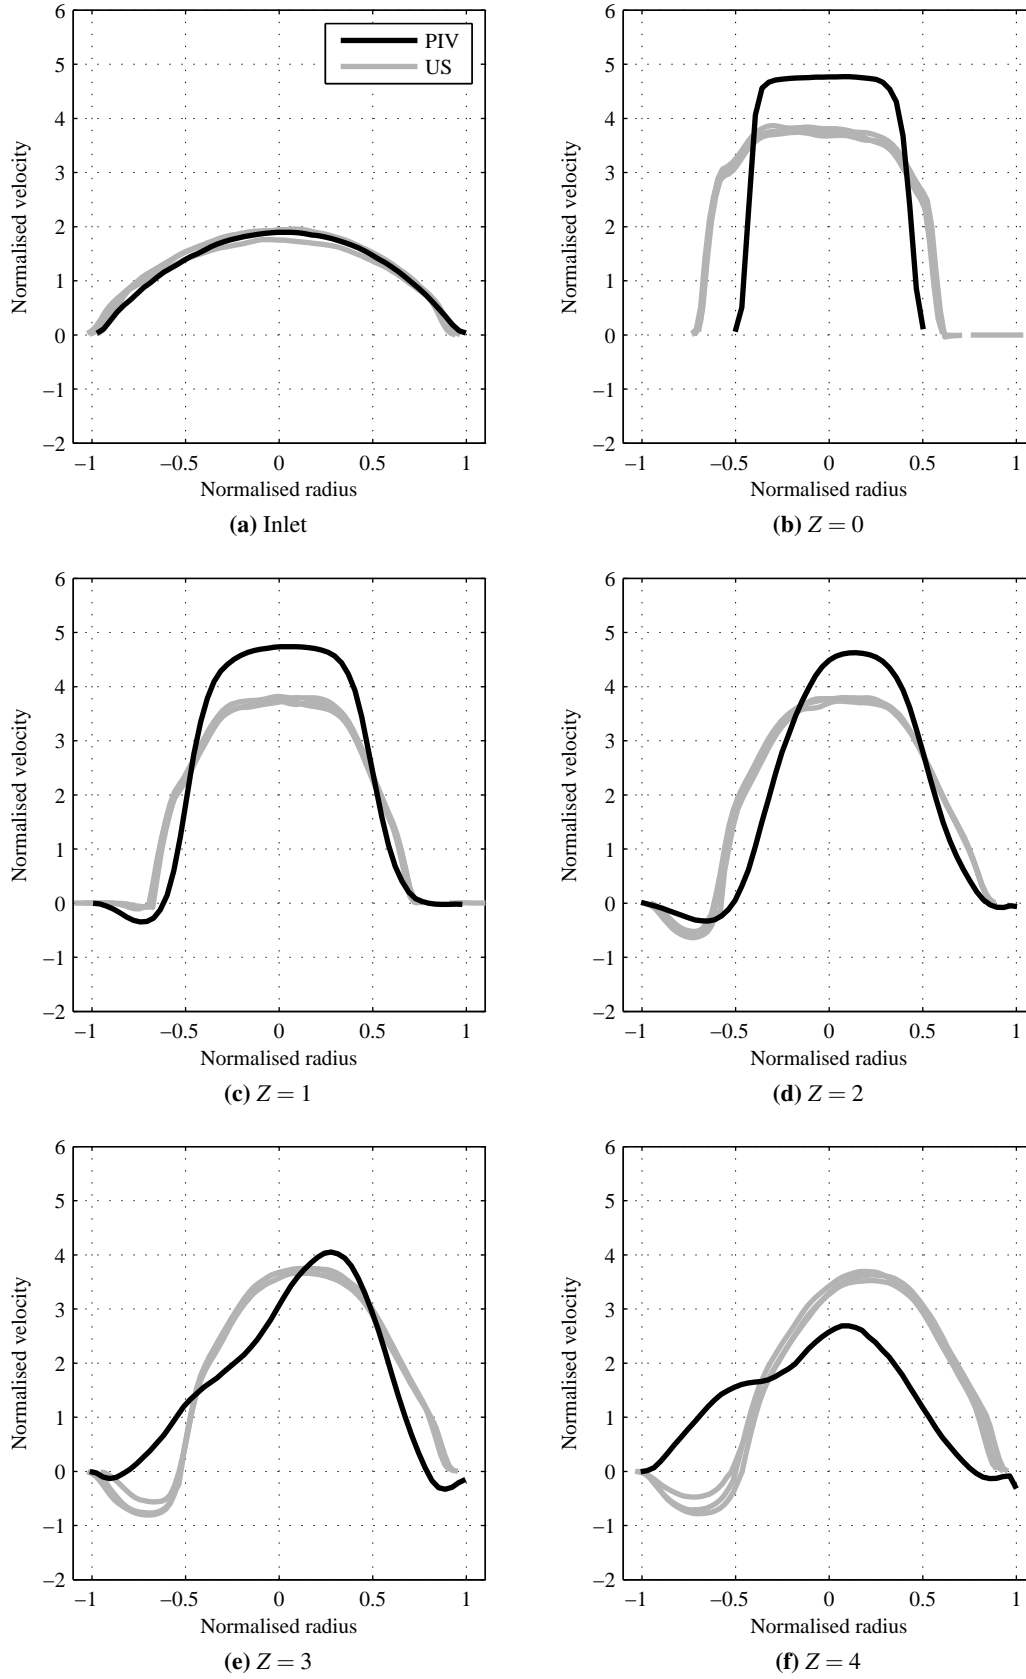 6
5
4
3
2
1
0
−1
−2
Normalised velocity
PIV
US
−1 −0.5 0 0.5 1
Normalised radius
(a) Inlet
6
5
4
3
2
1
0
−1
−2
Normalised velocity
−1 −0.5 0 0.5 1
Normalised radius
(b) Z = 0
6
5
4
3
2
1
0
−1
−2
Normalised velocity
−1 −0.5 0 0.5 1
Normalised radius
(c) Z = 1
6
5
4
3
2
1
0
−1
−2
Normalised velocity
−1 −0.5 0 0.5 1
Normalised radius
(d) Z = 2
6
5
4
3
2
1
0
−1
−2
Normalised velocity
−1 −0.5 0 0.5 1
Normalised radius
(e) Z = 3
6
5
4
3
2
1
0
−1
−2
Normalised velocity
−1 −0.5 0 0.5 1
Normalised radius
(f) Z = 4